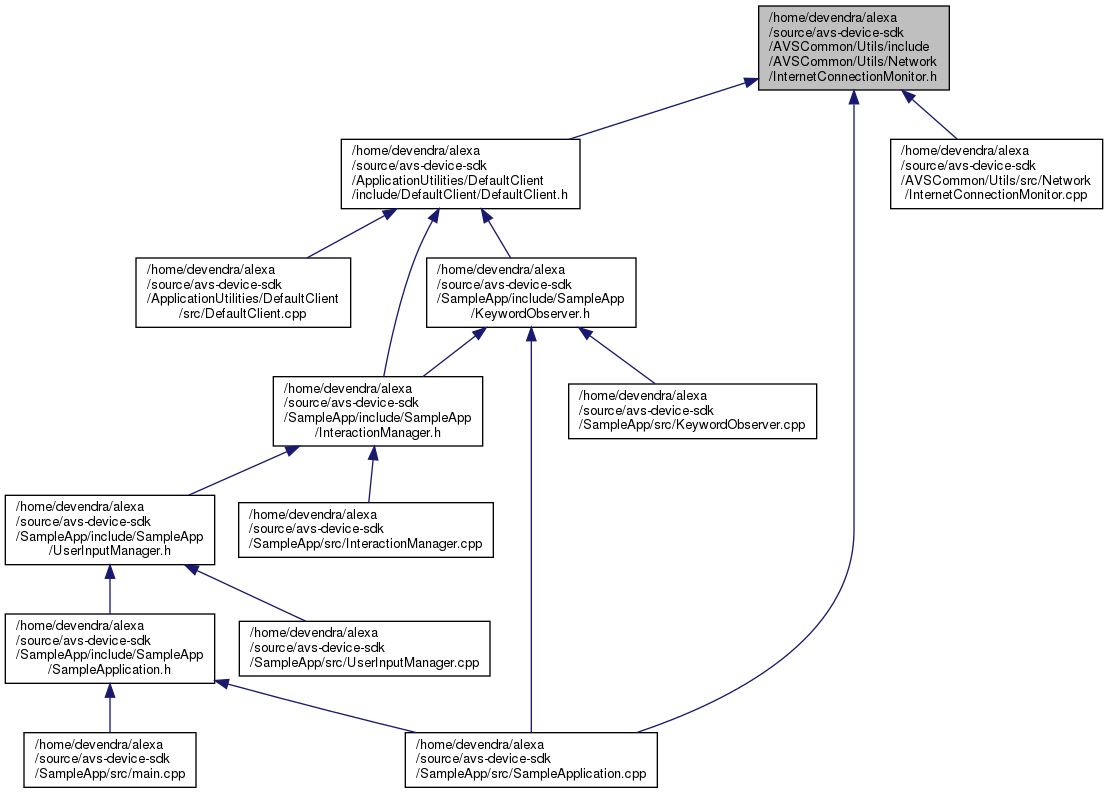 /home/devendra/alexa
/source/avs-device-sdk
/AVSCommon/Utils/include
/AVSCommon/Utils/Network
/InternetConnectionMonitor.h
/home/devendra/alexa
/source/avs-device-sdk
/ApplicationUtilities/DefaultClient
/include/DefaultClient/DefaultClient.h
/home/devendra/alexa
/source/avs-device-sdk
/AVSCommon/Utils/src/Network
/InternetConnectionMonitor.cpp
/home/devendra/alexa
/source/avs-device-sdk
/ApplicationUtilities/DefaultClient
/src/DefaultClient.cpp
/home/devendra/alexa
/source/avs-device-sdk
/SampleApp/include/SampleApp
/KeywordObserver.h
/home/devendra/alexa
/source/avs-device-sdk
/SampleApp/include/SampleApp
/InteractionManager.h
/home/devendra/alexa
/source/avs-device-sdk
/SampleApp/src/KeywordObserver.cpp
/home/devendra/alexa
/source/avs-device-sdk
/SampleApp/include/SampleApp
/UserInputManager.h
/home/devendra/alexa
/source/avs-device-sdk
/SampleApp/src/InteractionManager.cpp
/home/devendra/alexa
/source/avs-device-sdk
/SampleApp/include/SampleApp
/SampleApplication.h
/home/devendra/alexa
/source/avs-device-sdk
/SampleApp/src/UserInputManager.cpp
/home/devendra/alexa
/source/avs-device-sdk
/SampleApp/src/main.cpp
/home/devendra/alexa
/source/avs-device-sdk
/SampleApp/src/SampleApplication.cpp